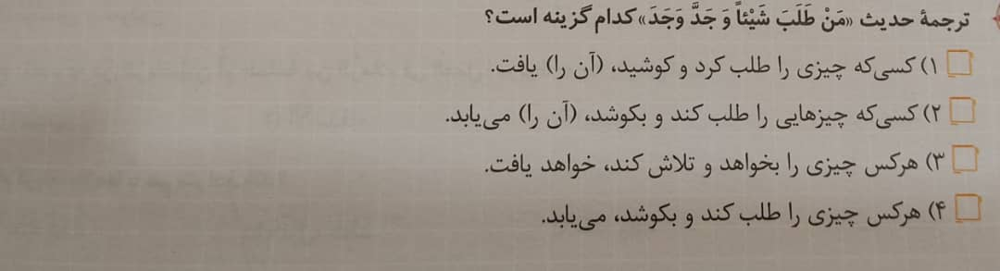 ترجمهٔ حدیث «مَنْ طَلَبَ شَیْئاً وَ جَدَّ وَجَدَ» کدام گزینه است؟
۱) کسی‌که چیزی را طلب کرد و کوشید، (آن را) یافت.
۲) کسی‌که چیزهایی را طلب کند و بکوشد، (آن را) می‌یابد.
۳) هرکس چیزی را بخواهد و تلاش کند، خواهد یافت.
۴) هرکس چیزی را طلب کند و بکوشد، می‌یابد.